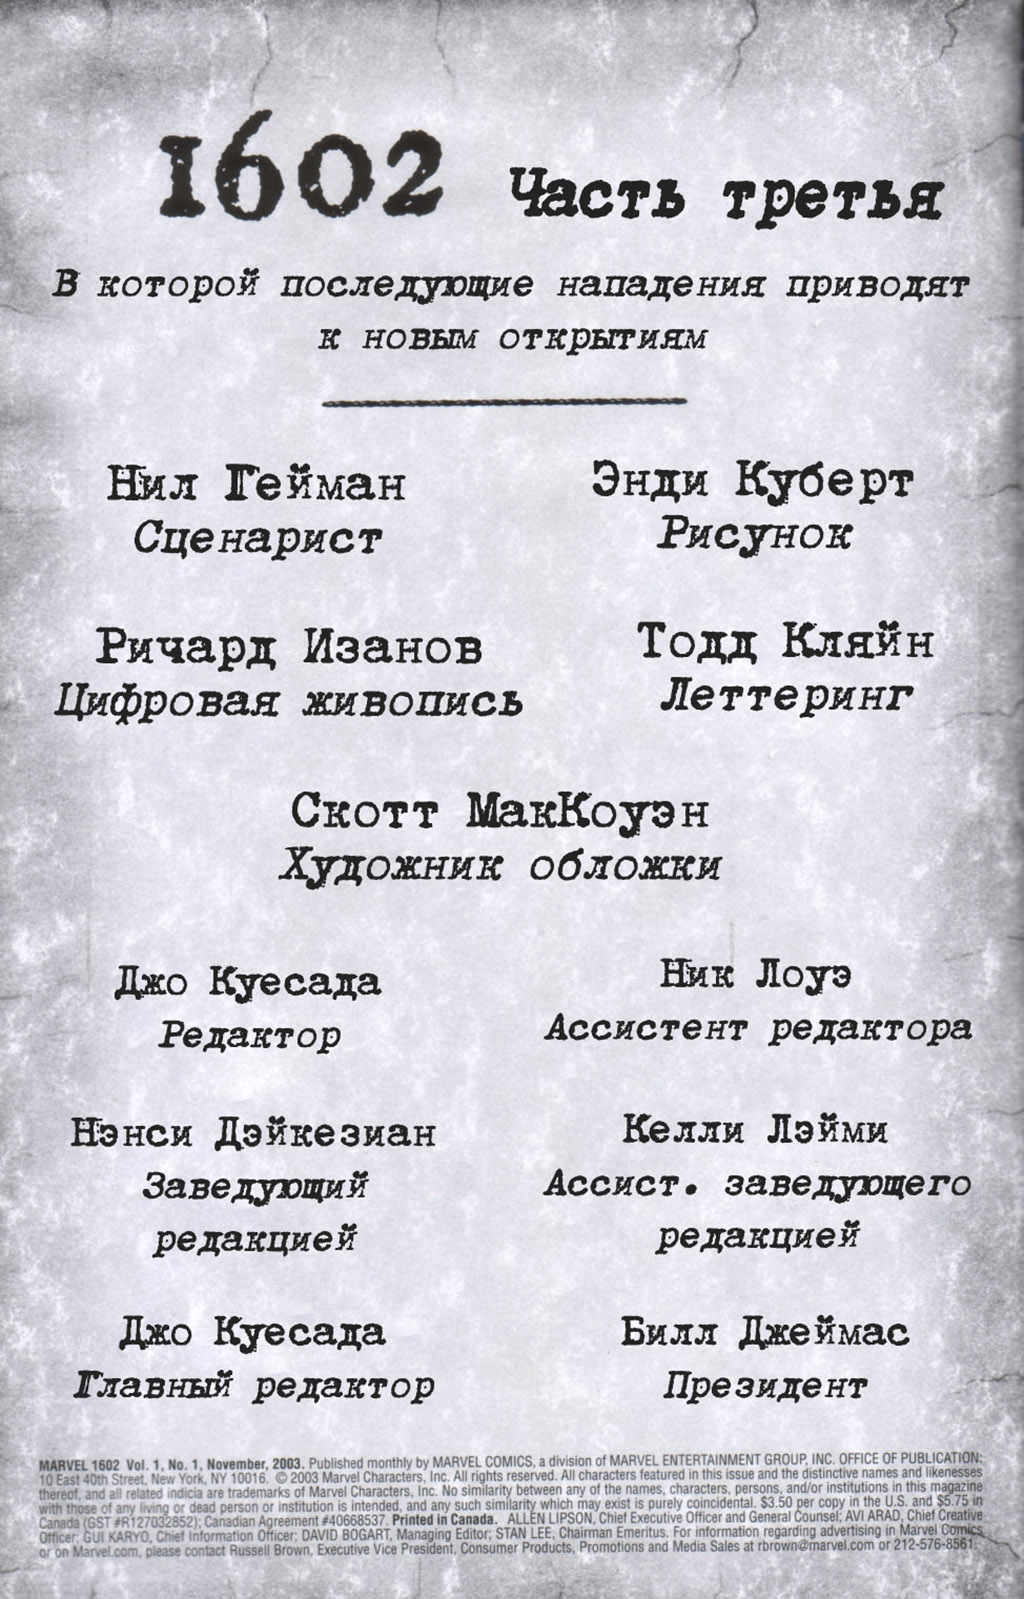 1602 Часть третья
В которой последующие нападения приводят
к новым открытиям
Нил Гейман
Сценарист
Энди Куберт
Рисунок
Ричард Изанов
Цифровая живопись
Тодд Кляйн
Леттеринг
Скотт МакКоуэн
Художник обложки
Джо Куесада
Редактор
Ник Лоуэ
Ассистент редактора
Нэнси Дэйкезиан
Заведующий
редакцией
Келли Лэйми
Ассист. заведующего
редакцией
Джо Куесада
Главный редактор
Билл Джеймас
Президент
MARVEL 1602 Vol. 1, No. 1, November, 2003. Published monthly by MARVEL COMICS, a division of MARVEL ENTERTAINMENT GROUP, INC. OFFICE OF PUBLICATION:
10 East 40th Street, New York, NY 10016. © 2003 Marvel Characters, Inc. All rights reserved. All characters featured in this issue and the distinctive names and likenesses
thereof, and all related indicia are trademarks of Marvel Characters, Inc. No similarity between any of the names, characters, persons, and/or institutions in this magazine
with those of any living or dead person or institution is intended, and any such similarity which may exist is purely coincidental. $3.50 per copy in the U.S. and $5.75 in
Canada (GST #R127032852); Canadian Agreement #40668537. Printed in Canada. ALLEN LIPSON, Chief Executive Officer and General Counsel; AVI ARAD, Chief Creative
Officer; GUI KARYO, Chief Information Officer; DAVID BOGART, Managing Editor; STAN LEE, Chairman Emeritus. For information regarding advertising in Marvel Comics
or on Marvel.com, please contact Russell Brown, Executive Vice President, Consumer Products, Promotions and Media Sales at rbrown@marvel.com or 212-576-8561.